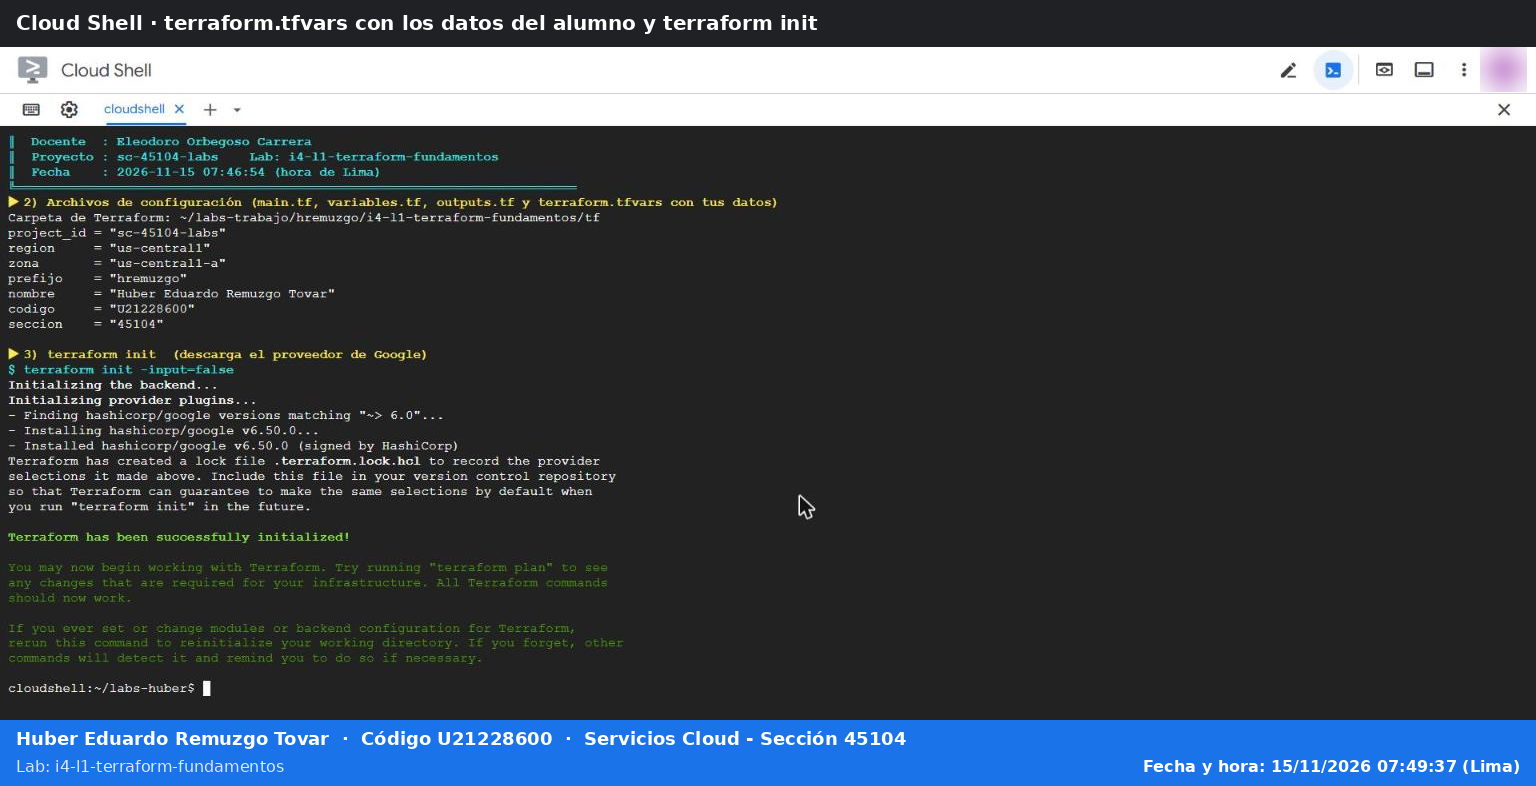 Cloud Shell · terraform.tfvars con los datos del alumno y terraform init
Cloud Shell
cloudshell
Docente : Eleodoro Orbegoso Carrera
Proyecto : sc-45104-labs Lab: i4-l1-terraform-fundamentos
Fecha : 2026-11-15 07:46:54 (hora de Lima)
▶ 2) Archivos de configuración (main.tf, variables.tf, outputs.tf y terraform.tfvars con tus datos)
Carpeta de Terraform: ~/labs-trabajo/hremuzgo/i4-l1-terraform-fundamentos/tf
project_id = "sc-45104-labs"
region = "us-central1"
zona = "us-central1-a"
prefijo = "hremuzgo"
nombre = "Huber Eduardo Remuzgo Tovar"
codigo = "U21228600"
seccion = "45104"
▶ 3) terraform init (descarga el proveedor de Google)
$ terraform init -input=false
Initializing the backend...
Initializing provider plugins...
- Finding hashicorp/google versions matching "~> 6.0"...
- Installing hashicorp/google v6.50.0...
- Installed hashicorp/google v6.50.0 (signed by HashiCorp)
Terraform has created a lock file .terraform.lock.hcl to record the provider
selections it made above. Include this file in your version control repository
so that Terraform can guarantee to make the same selections by default when
you run "terraform init" in the future.
Terraform has been successfully initialized!
You may now begin working with Terraform. Try running "terraform plan" to see
any changes that are required for your infrastructure. All Terraform commands
should now work.
If you ever set or change modules or backend configuration for Terraform,
rerun this command to reinitialize your working directory. If you forget, other
commands will detect it and remind you to do so if necessary.
cloudshell:~/labs-huber$
Huber Eduardo Remuzgo Tovar · Código U21228600 · Servicios Cloud - Sección 45104
Lab: i4-l1-terraform-fundamentos
Fecha y hora: 15/11/2026 07:49:37 (Lima)